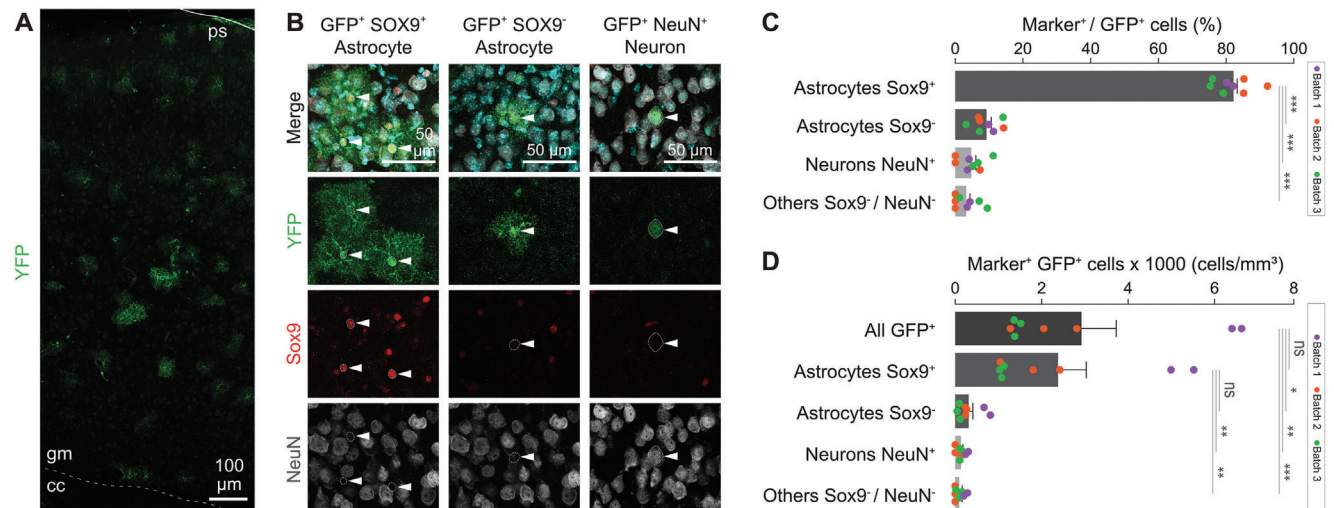 A
ps
YFP
gm
cc
100
µm
B
GFP⁺ SOX9⁺
Astrocyte
GFP⁺ SOX9⁻
Astrocyte
GFP⁺ NeuN⁺
Neuron
Merge
50
µm
50 µm
50 µm
YFP
Sox9
NeuN
C
Marker⁺ / GFP⁺ cells (%)
0 20 40 60 80 100
Astrocytes Sox9⁺
Astrocytes Sox9⁻
Neurons NeuN⁺
Others Sox9⁻ / NeuN⁻
***
***
***
Batch 1
Batch 2
Batch 3
D
Marker⁺ GFP⁺ cells x 1000 (cells/mm³)
0 2 4 6 8
All GFP⁺
Astrocytes Sox9⁺
Astrocytes Sox9⁻
Neurons NeuN⁺
Others Sox9⁻ / NeuN⁻
ns
**
**
ns
*
**
***
Batch 1
Batch 2
Batch 3